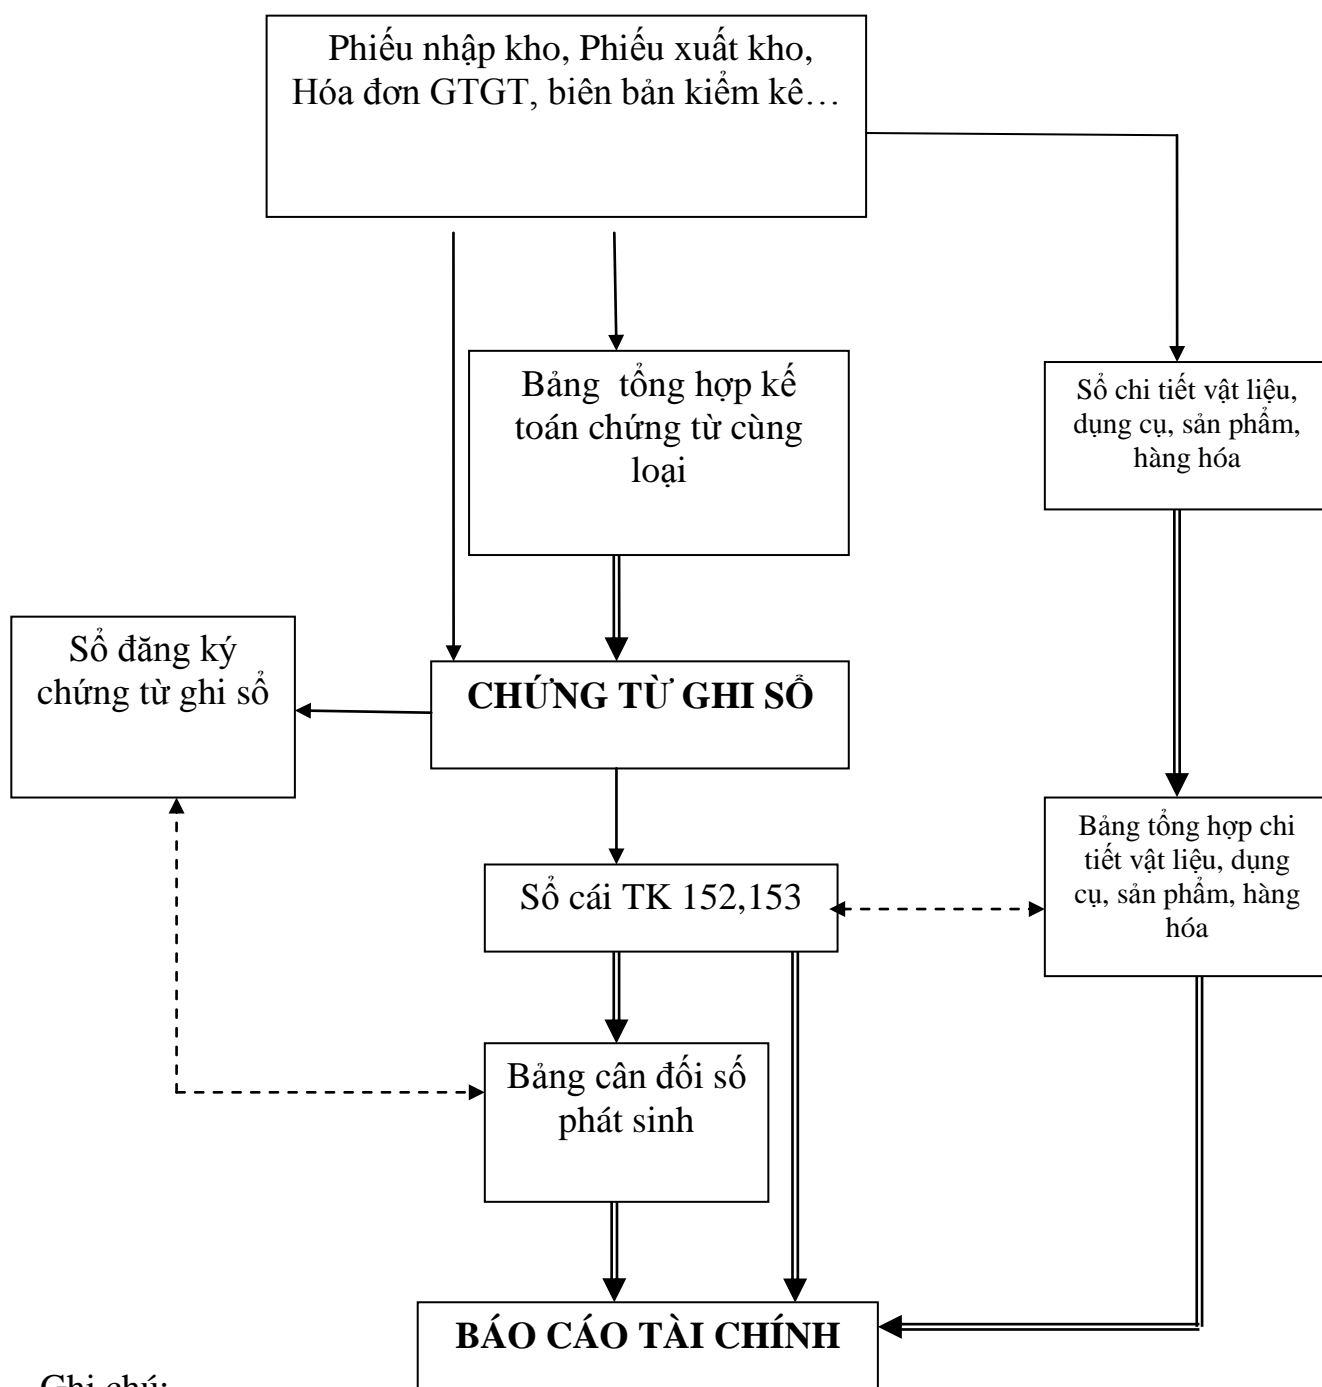 Phiếu nhập kho, Phiếu xuất kho,
Hóa đơn GTGT, biên bản kiểm kê…
Bảng tổng hợp kế
toán chứng từ cùng
loại
Sổ chi tiết vật liệu,
dụng cụ, sản phẩm,
hàng hóa
Sổ đăng ký
chứng từ ghi sổ
CHỨNG TỪ GHI SỔ
Bảng tổng hợp chi
tiết vật liệu, dụng
cụ, sản phẩm, hàng
hóa
Sổ cái TK 152,153
Bảng cân đối số
phát sinh
BÁO CÁO TÀI CHÍNH
Ghi chú: